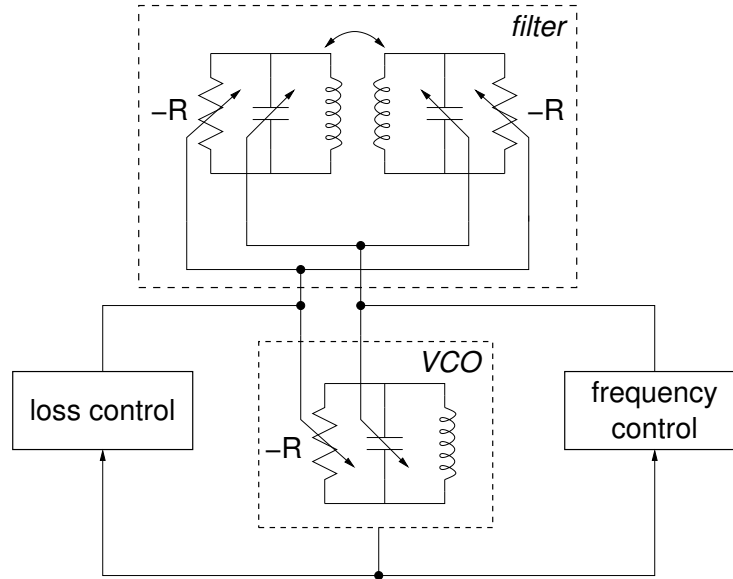 filter
−R
−R
VCO
loss control
−R
frequency
control